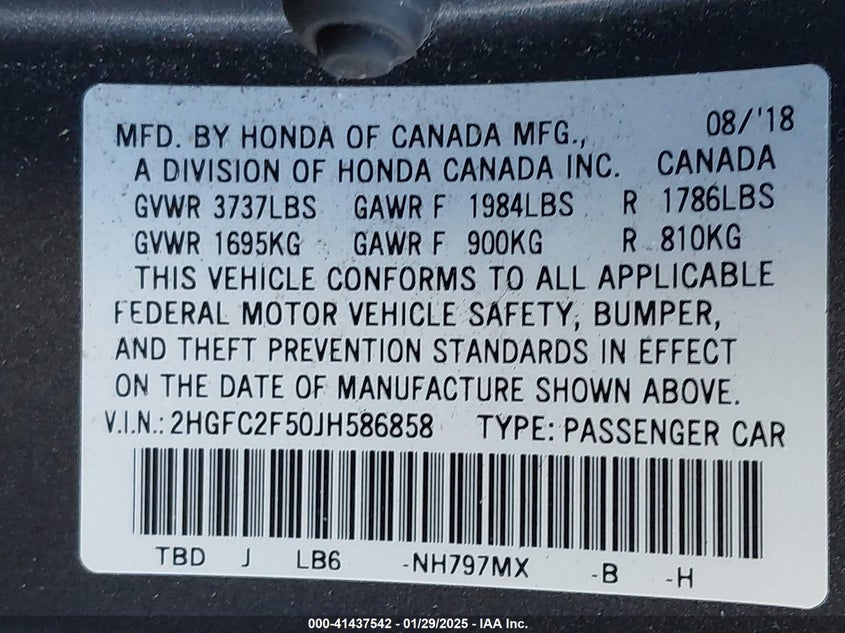 08/'18
MFD. BY HONDA OF CANADA MFG.,
A DIVISION OF HONDA CANADA INC. CANADA
GVWR 3737LBS GAWR F 1984LBS R 1786LBS
GVWR 1695KG GAWR F 900KG R 810KG
THIS VEHICLE CONFORMS TO ALL APPLICABLE
FEDERAL MOTOR VEHICLE SAFETY, BUMPER,
AND THEFT PREVENTION STANDARDS IN EFFECT
ON THE DATE OF MANUFACTURE SHOWN ABOVE.
V.I.N.: 2HGFC2F50JH586858 TYPE: PASSENGER CAR
TBD J LB6 -NH797MX -B -H
000-41437542 - 01/29/2025 - IAA Inc.